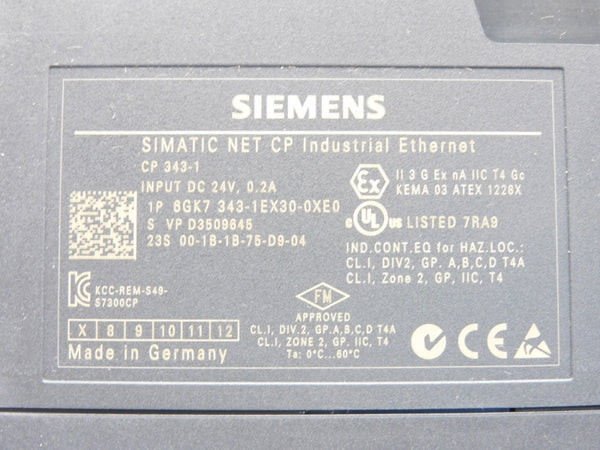 SIEMENS
SIMATIC NET CP Industrial Ethernet
CP 343-1
INPUT DC 24V, 0.2A
1P 6GK7 343-1EX30-0XE0
S VP D3509645
23S 00-1B-1B-75-D9-04
Ex
II 3 G Ex nA IIC T4 Gc
KEMA 03 ATEX 1228X
c UL us LISTED 7RA9
IND.CONT.EQ for HAZ.LOC.:
CL.I, DIV2, GP. A,B,C,D T4A
CL.I, Zone 2, GP, IIC, T4
KCC-REM-S49-
S7300CP
FM
APPROVED
CL.I, DIV.2, GP.A,B,C,D T4A
CL.I, ZONE 2, GP. IIC, T4
Ta: 0°C...60°C
X 8 9 10 11 12
Made in Germany
CE